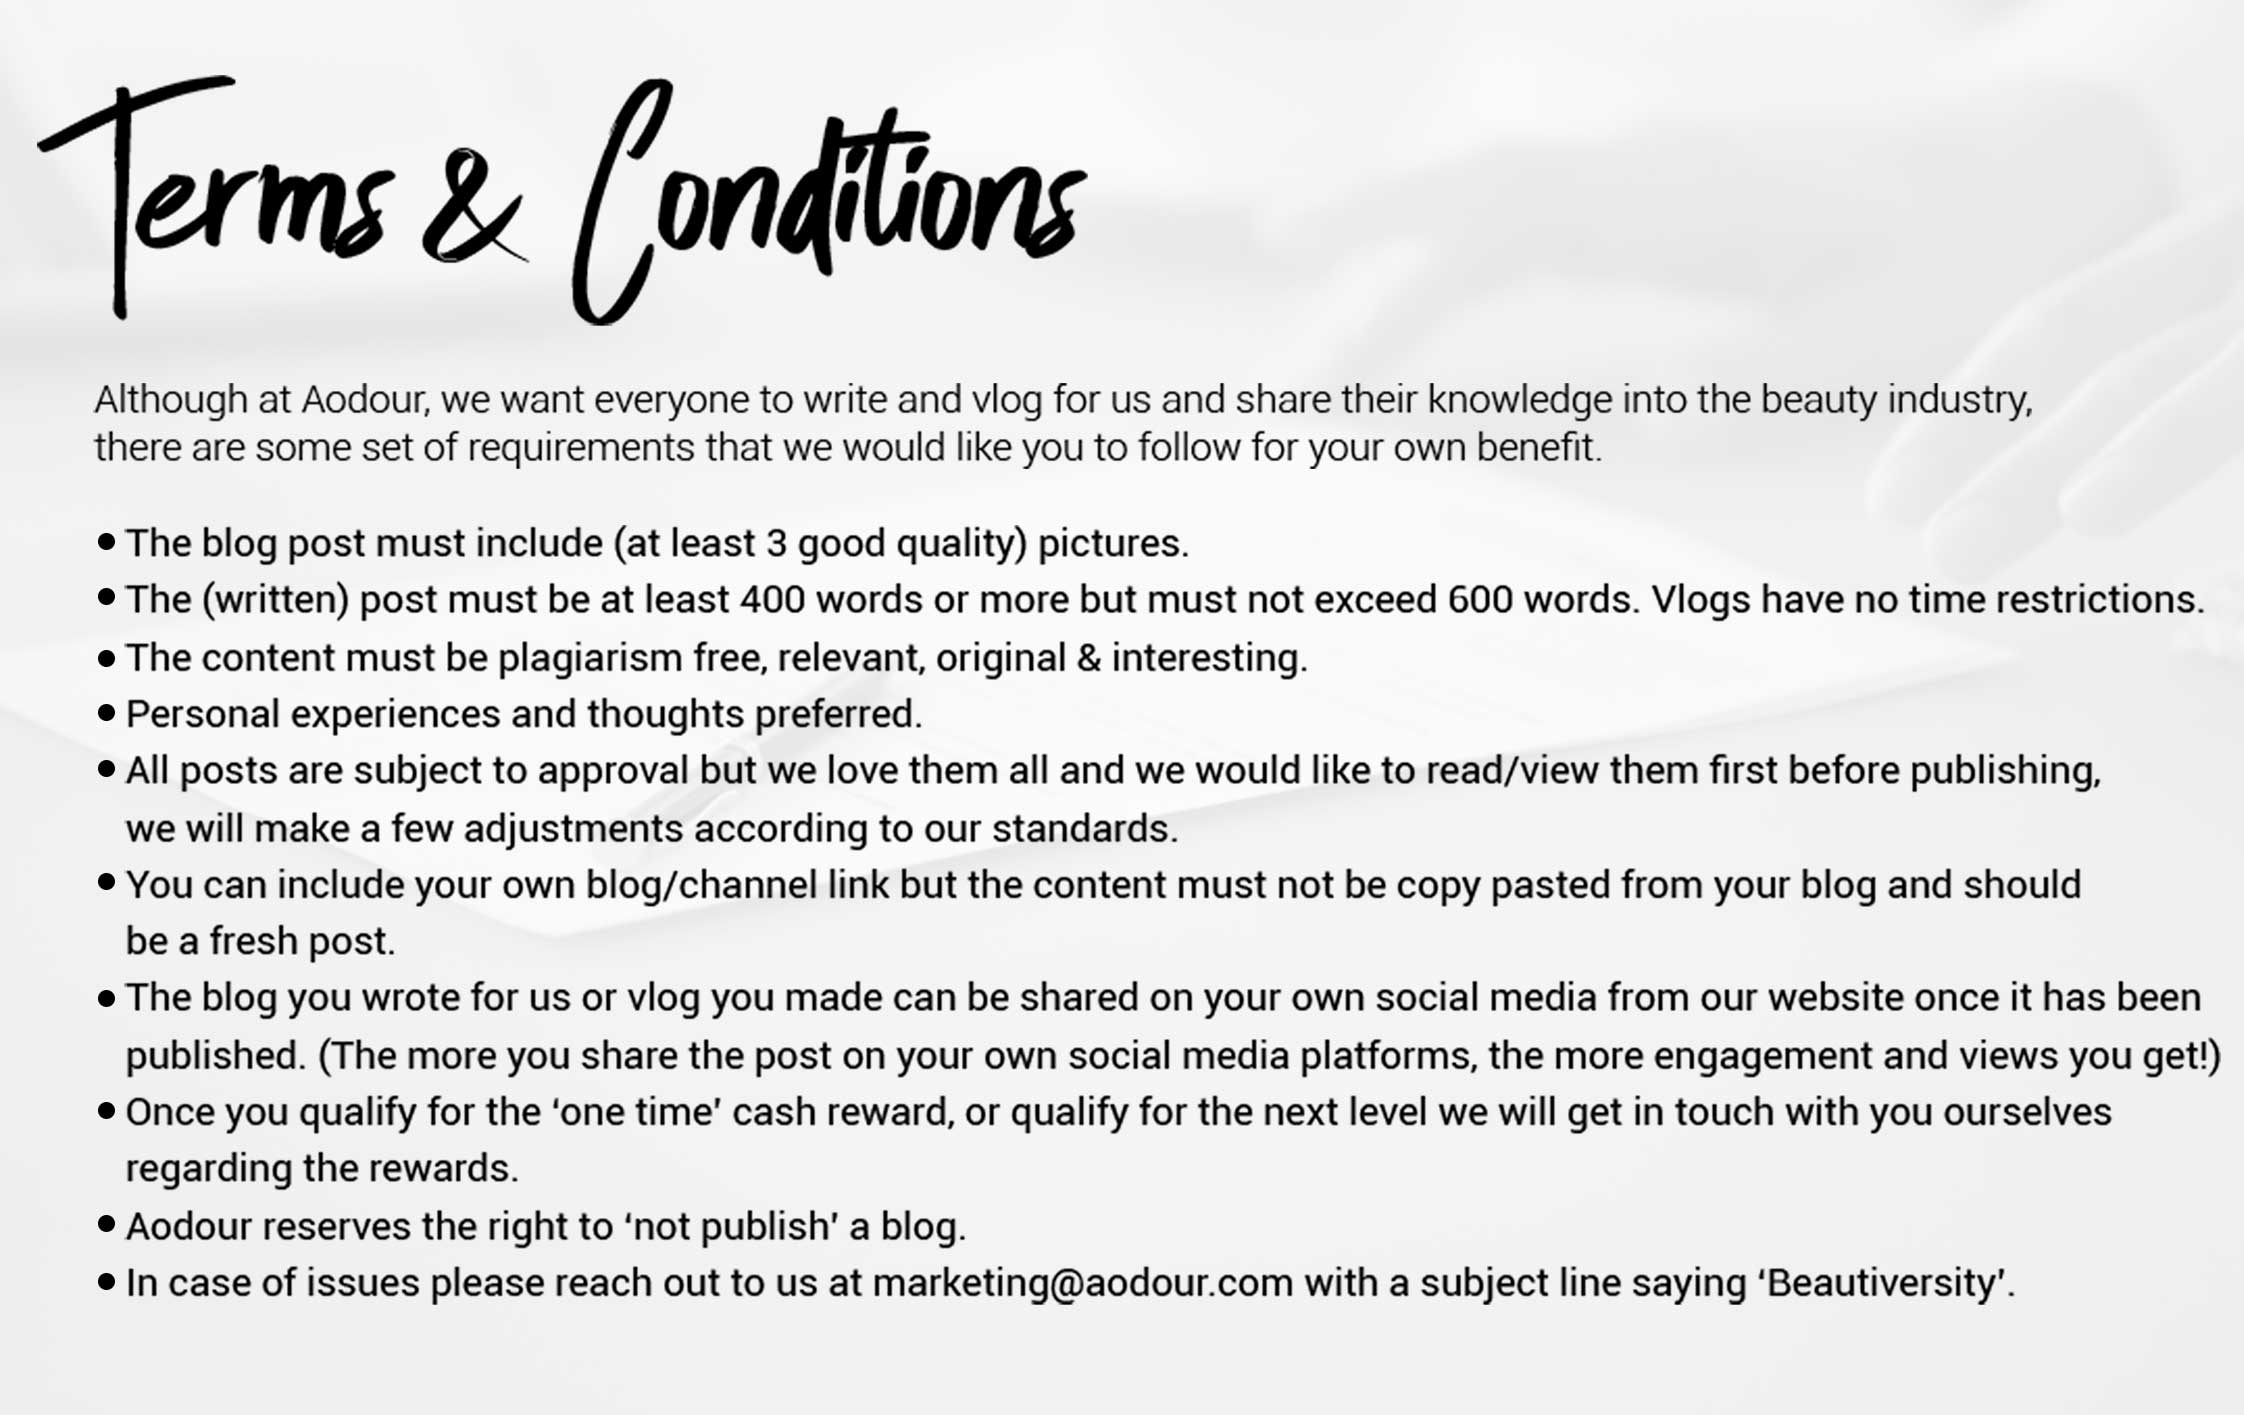 Terms & Conditions
Although at Aodour, we want everyone to write and vlog for us and share their knowledge into the beauty industry,
there are some set of requirements that we would like you to follow for your own benefit.
• The blog post must include (at least 3 good quality) pictures.
• The (written) post must be at least 400 words or more but must not exceed 600 words. Vlogs have no time restrictions.
• The content must be plagiarism free, relevant, original & interesting.
• Personal experiences and thoughts preferred.
• All posts are subject to approval but we love them all and we would like to read/view them first before publishing,
we will make a few adjustments according to our standards.
• You can include your own blog/channel link but the content must not be copy pasted from your blog and should
be a fresh post.
• The blog you wrote for us or vlog you made can be shared on your own social media from our website once it has been
published. (The more you share the post on your own social media platforms, the more engagement and views you get!)
• Once you qualify for the ‘one time’ cash reward, or qualify for the next level we will get in touch with you ourselves
regarding the rewards.
• Aodour reserves the right to ‘not publish’ a blog.
• In case of issues please reach out to us at marketing@aodour.com with a subject line saying ‘Beautiversity’.